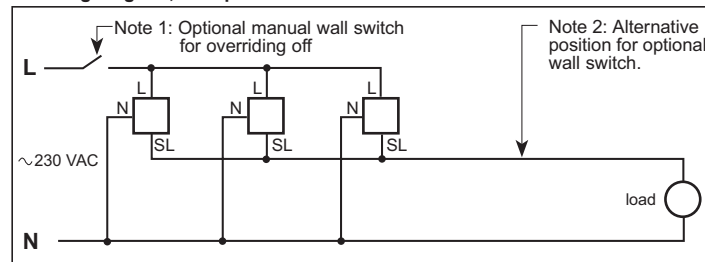 Note 1: Optional manual wall switch
for overriding off
Note 2: Alternative
position for optional
wall switch.
L
L
L
L
N
N
N
SL
SL
SL
~230 VAC
load
N